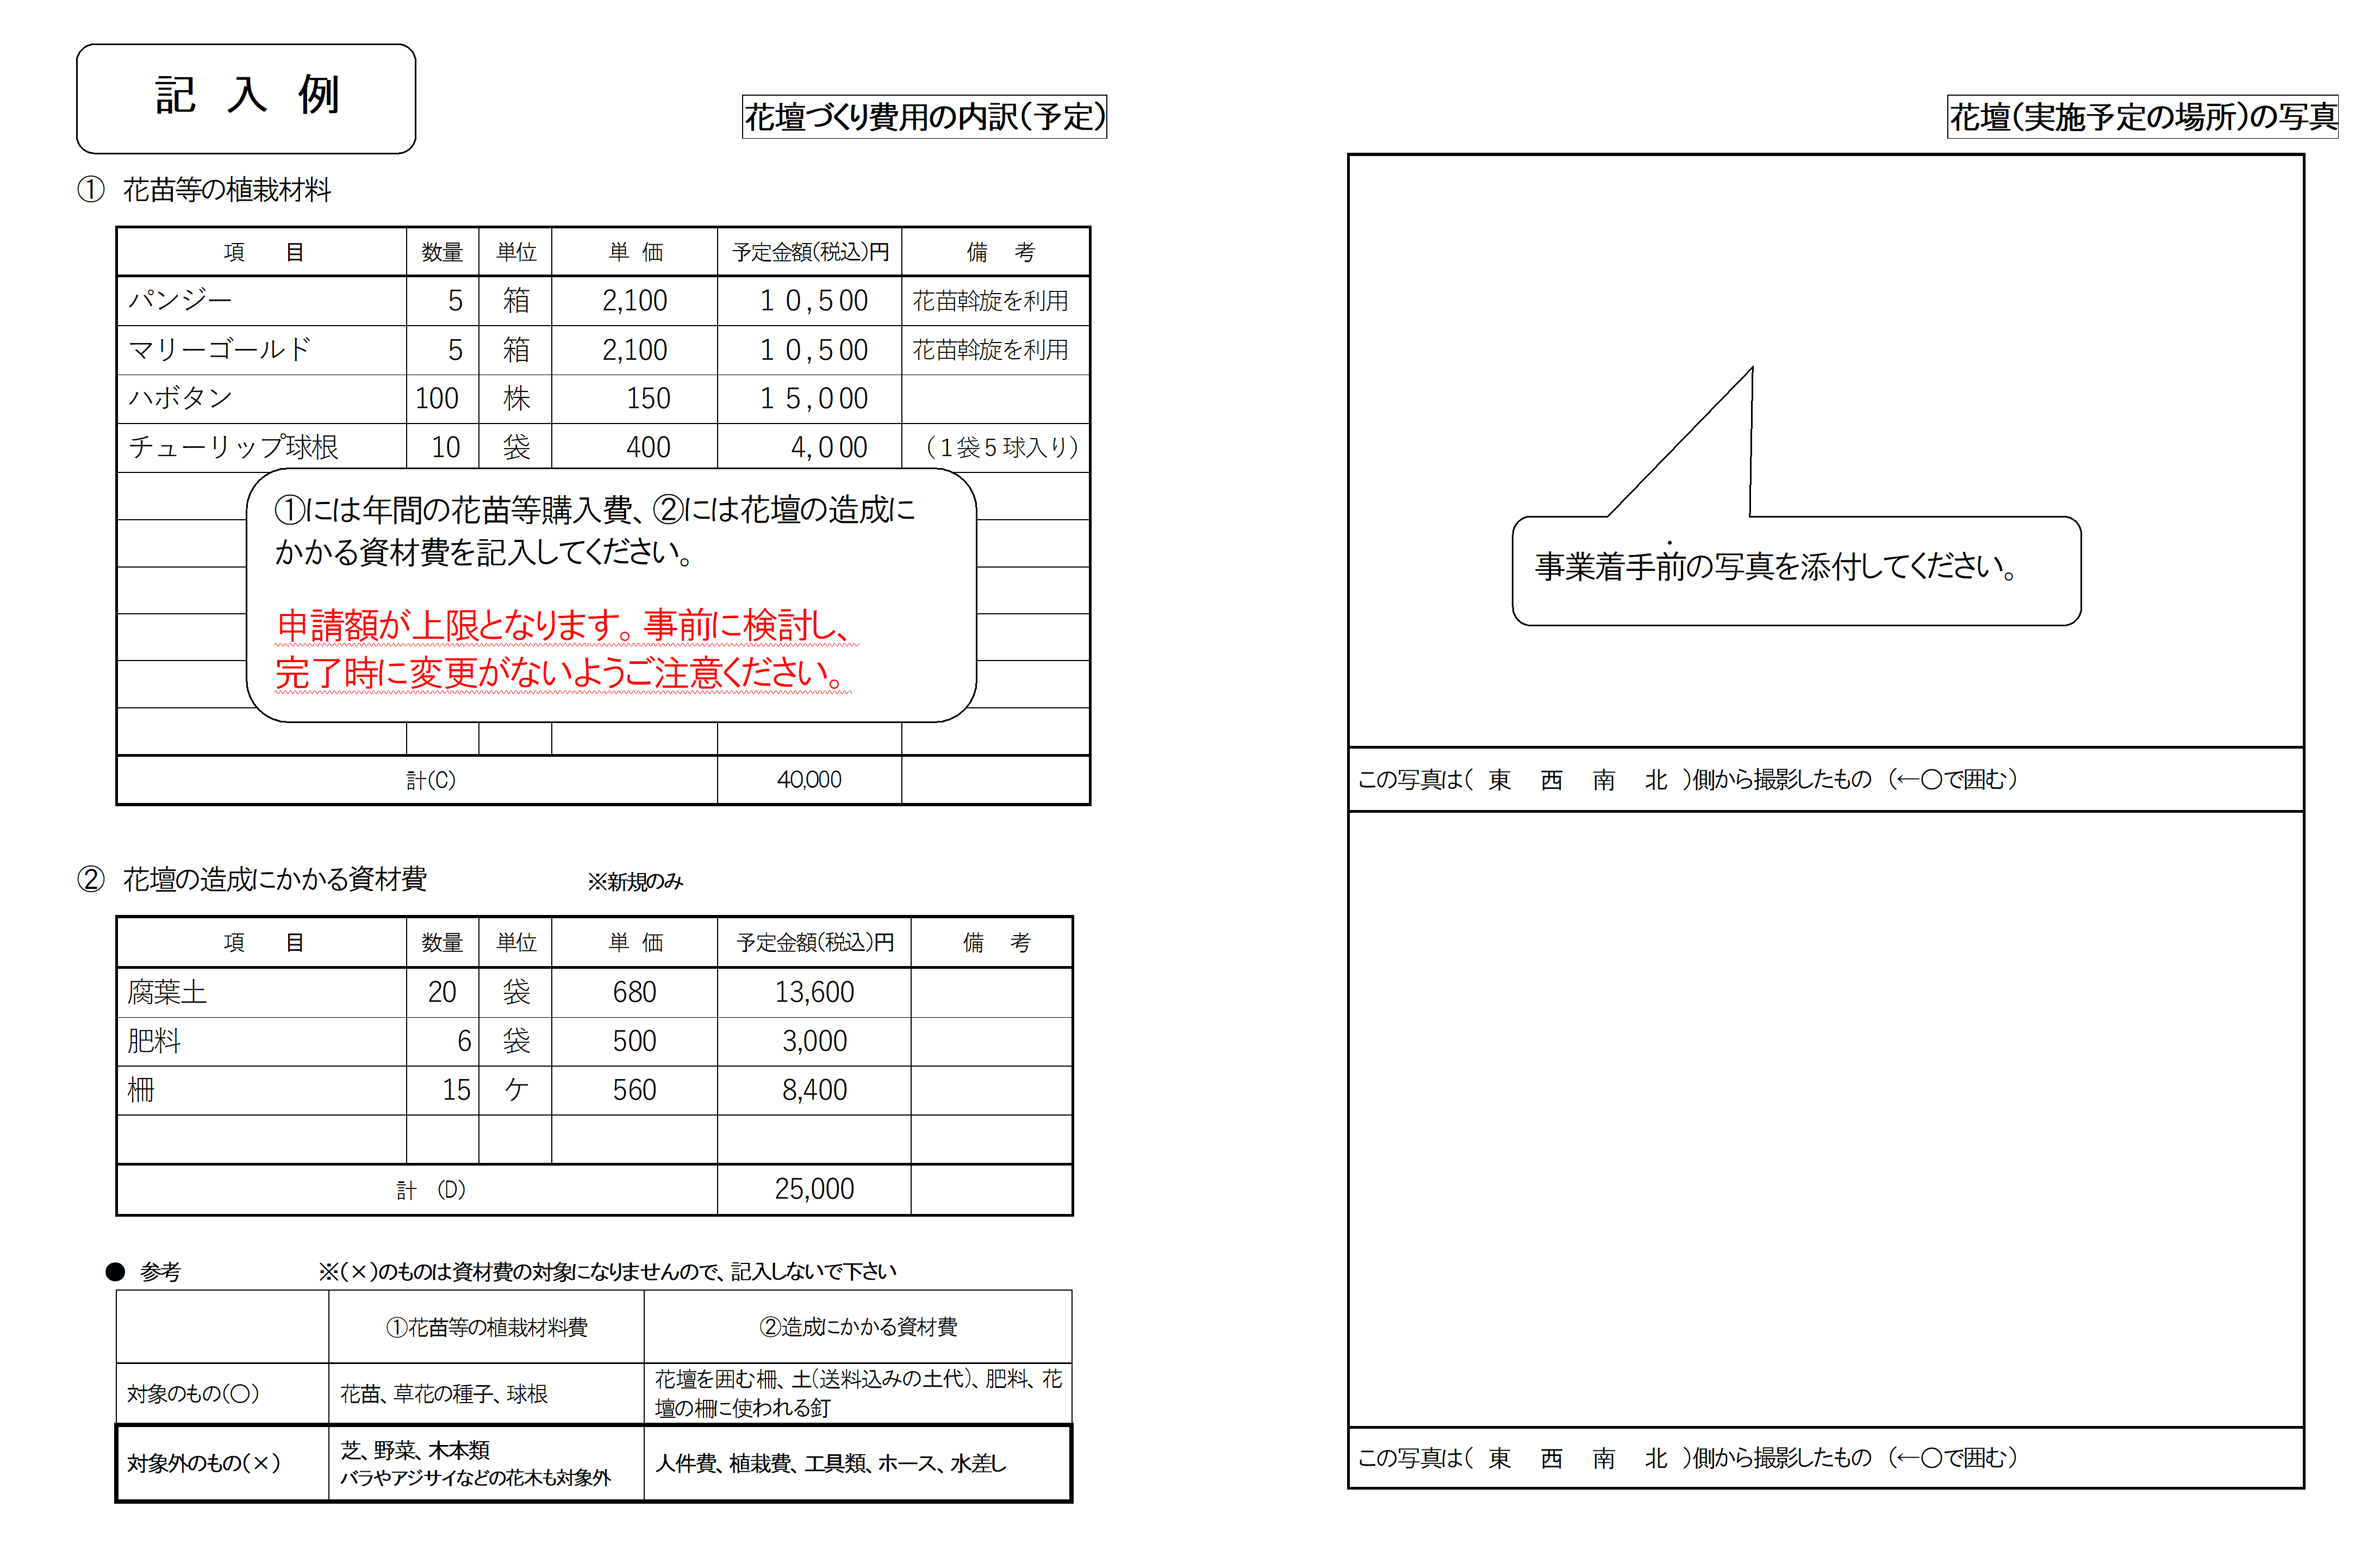 記 入 例
花壇づくり費用の内訳(予定)
① 花苗等の植栽材料
項 目 数量 単位 単 価 予定金額(税込)円 備 考
パンジー 5 箱 2,100 10,500 花苗斡旋を利用
マリーゴールド 5 箱 2,100 10,500 花苗斡旋を利用
ハボタン 100 株 150 15,000
チューリップ球根 10 袋 400 4,000 (1袋5球入り)
①には年間の花苗等購入費、②には花壇の造成に
かかる資材費を記入してください。
申請額が上限となります。事前に検討し、
完了時に変更がないようご注意ください。
計(C) 40,000
② 花壇の造成にかかる資材費 ※新規のみ
項 目 数量 単位 単 価 予定金額(税込)円 備 考
腐葉土 20 袋 680 13,600
肥料 6 袋 500 3,000
柵 15 ケ 560 8,400
計 (D) 25,000
● 参考 ※(×)のものは資材費の対象になりませんので、記入しないで下さい
①花苗等の植栽材料費 ②造成にかかる資材費
対象のもの(〇) 花苗、草花の種子、球根 花壇を囲む柵、土(送料込みの土代)、肥料、花
壇の柵に使われる釘
対象外のもの(×) 芝、野菜、木本類
バラやアジサイなどの花木も対象外 人件費、植栽費、工具類、ホース、水差し
花壇(実施予定の場所)の写真
事業着手前の写真を添付してください。
この写真は( 東 西 南 北 )側から撮影したもの (←〇で囲む)
この写真は( 東 西 南 北 )側から撮影したもの (←〇で囲む)